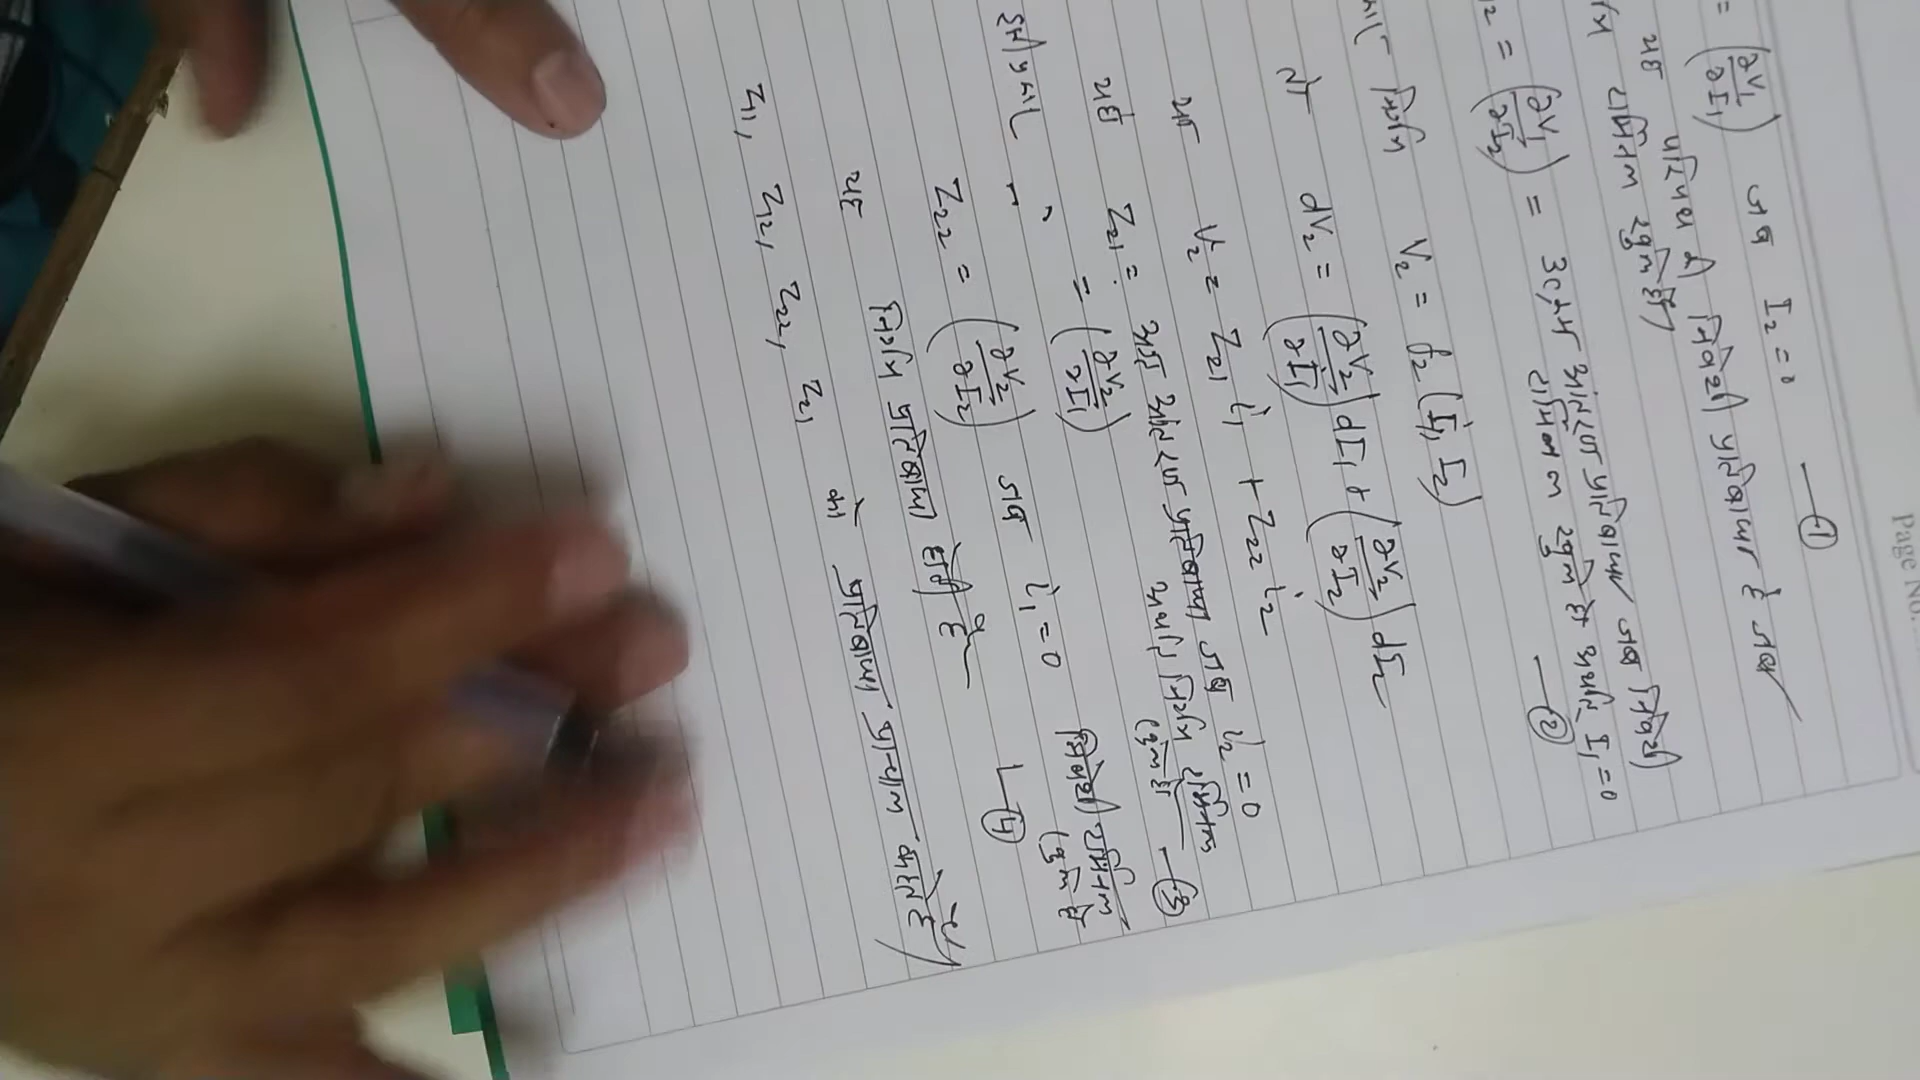 Page No.
= (∂V₁/∂I₁) जब I₂ = 0 —①
यह परिपथ की निवेशी प्रतिबाधा है जब
टर्मिनल खुले हों
₁₂ = (∂V₁/∂I₂) = उत्क्रम अंतरण प्रतिबाधा जब निवेशी
टर्मिनल खुले हो अर्थात I₁ = 0 —②
निर्गम V₂ = f₂ (I₁, I₂)
तो dV₂ = (∂V₂/∂I₁) dI₁ + (∂V₂/∂I₂) dI₂
या V₂ = Z₂₁ i₁ + Z₂₂ i₂
यहाँ Z₂₁ = अग्र अंतरण प्रतिबाधा जब i₂ = 0
अर्थात् निर्गम टर्मिनल खुला हो —③
= (∂V₂/∂I₁)
Z₂₂ = (∂V₂/∂I₂) जब i₁ = 0 निवेशी टर्मिनल खुला हो
—④
यह निर्गम प्रतिबाधा होती है
Z₁₁, Z₁₂, Z₂₂, Z₂₁ को प्रतिबाधा प्राचाल कहते हैं